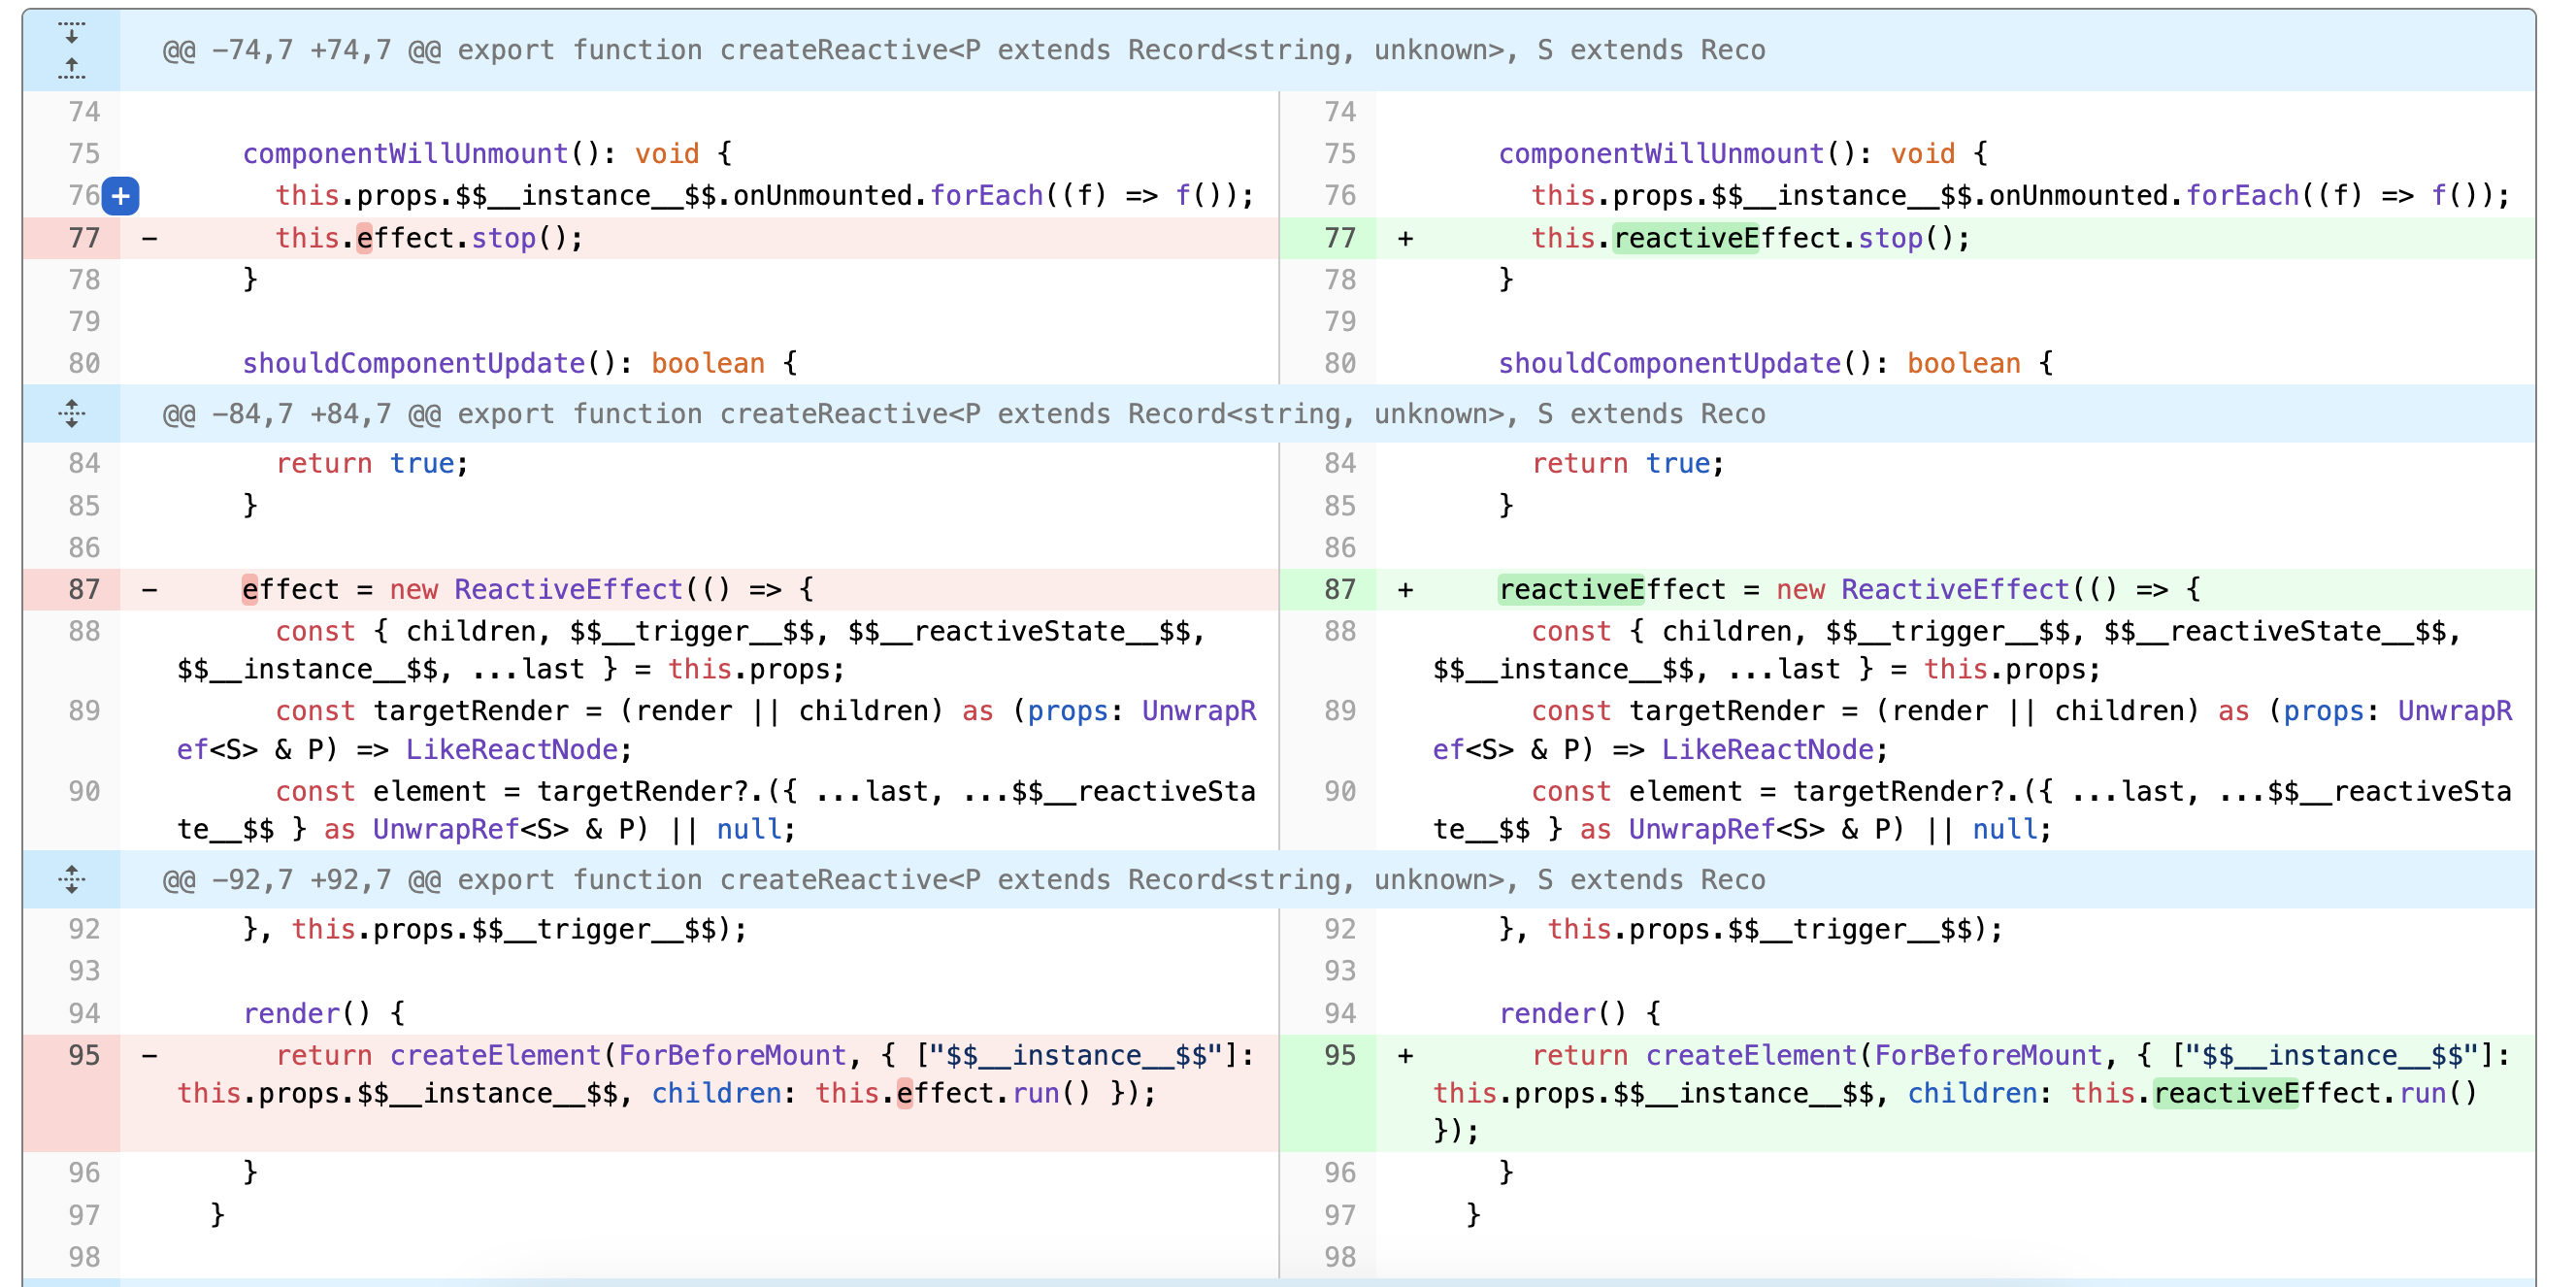 @@ -74,7 +74,7 @@ export function createReactive<P extends Record<string, unknown>, S extends Reco
74
75 componentWillUnmount(): void {
76 this.props.$$__instance__$$.onUnmounted.forEach((f) => f());
77 - this.effect.stop();
78 }
79
80 shouldComponentUpdate(): boolean {
74
75 componentWillUnmount(): void {
76 this.props.$$__instance__$$.onUnmounted.forEach((f) => f());
77 + this.reactiveEffect.stop();
78 }
79
80 shouldComponentUpdate(): boolean {
@@ -84,7 +84,7 @@ export function createReactive<P extends Record<string, unknown>, S extends Reco
84 return true;
85 }
86
87 - effect = new ReactiveEffect(() => {
88 const { children, $$__trigger__$$, $$__reactiveState__$$,
$$__instance__$$, ...last } = this.props;
89 const targetRender = (render || children) as (props: UnwrapR
ef<S> & P) => LikeReactNode;
90 const element = targetRender?.({ ...last, ...$$__reactiveSta
te__$$ } as UnwrapRef<S> & P) || null;
84 return true;
85 }
86
87 + reactiveEffect = new ReactiveEffect(() => {
88 const { children, $$__trigger__$$, $$__reactiveState__$$,
$$__instance__$$, ...last } = this.props;
89 const targetRender = (render || children) as (props: UnwrapR
ef<S> & P) => LikeReactNode;
90 const element = targetRender?.({ ...last, ...$$__reactiveSta
te__$$ } as UnwrapRef<S> & P) || null;
@@ -92,7 +92,7 @@ export function createReactive<P extends Record<string, unknown>, S extends Reco
92 }, this.props.$$__trigger__$$);
93
94 render() {
95 - return createElement(ForBeforeMount, { ["$$__instance__$$"]:
this.props.$$__instance__$$, children: this.effect.run() });
96 }
97 }
98
92 }, this.props.$$__trigger__$$);
93
94 render() {
95 + return createElement(ForBeforeMount, { ["$$__instance__$$"]:
this.props.$$__instance__$$, children: this.reactiveEffect.run()
});
96 }
97 }
98